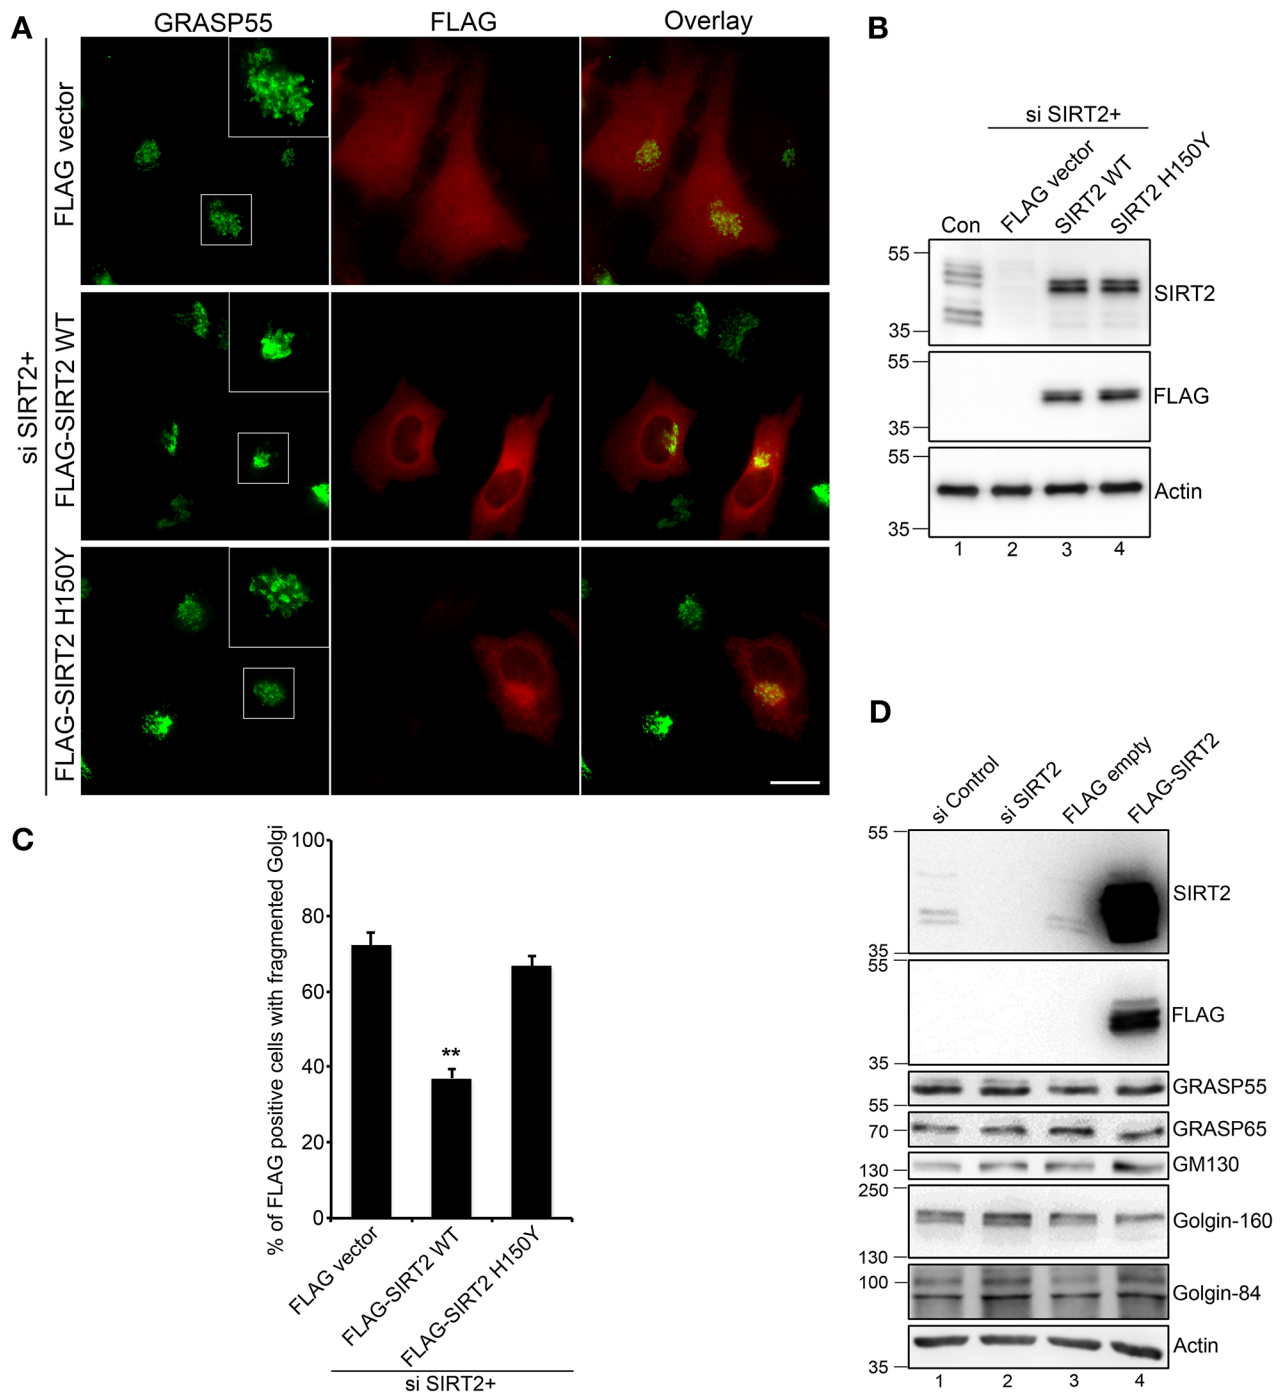 A
GRASP55
FLAG
Overlay
si SIRT2+
FLAG vector
FLAG-SIRT2 WT
FLAG-SIRT2 H150Y
B
si SIRT2+
Con
FLAG vector
SIRT2 WT
SIRT2 H150Y
55
35
SIRT2
55
35
FLAG
55
35
Actin
1 2 3 4
C
% of FLAG positive cells with fragmented Golgi
100
80
60
40
20
0
**
FLAG vector
FLAG-SIRT2 WT
FLAG-SIRT2 H150Y
si SIRT2+
D
si Control
si SIRT2
FLAG empty
FLAG-SIRT2
55
SIRT2
35
55
FLAG
35
GRASP55
55
70
GRASP65
130
GM130
250
Golgin-160
130
100
Golgin-84
Actin
35
1 2 3 4